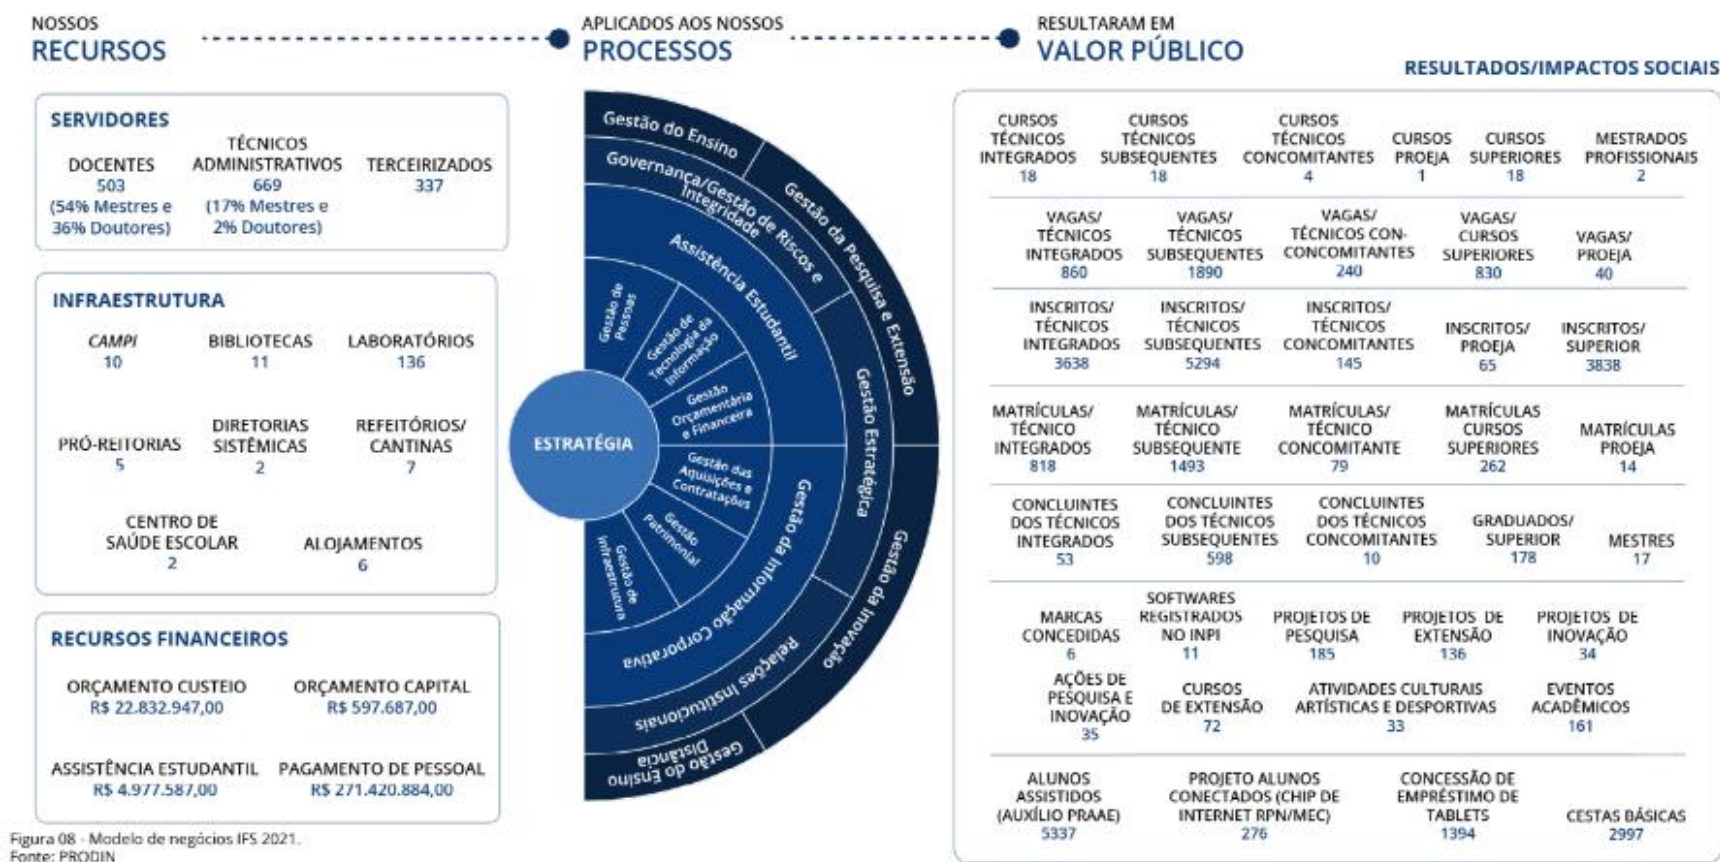 NOSSOS
RECURSOS
APLICADOS AOS NOSSOS
PROCESSOS
RESULTARAM EM
VALOR PÚBLICO
RESULTADOS/IMPACTOS SOCIAIS
SERVIDORES
DOCENTES
503
(54% Mestres e
36% Doutores)
TÉCNICOS
ADMINISTRATIVOS
669
(17% Mestres e
2% Doutores)
TERCEIRIZADOS
337
INFRAESTRUTURA
CAMPI
10
BIBLIOTECAS
11
LABORATÓRIOS
136
PRÓ-REITORIAS
5
DIRETORIAS
SISTÊMICAS
2
REFEITÓRIOS/
CANTINAS
7
CENTRO DE
SAÚDE ESCOLAR
2
ALOJAMENTOS
6
RECURSOS FINANCEIROS
ORÇAMENTO CUSTEIO
R$ 22.832.947,00
ORÇAMENTO CAPITAL
R$ 597.687,00
ASSISTÊNCIA ESTUDANTIL
R$ 4.977.587,00
PAGAMENTO DE PESSOAL
R$ 271.420.884,00
ESTRATÉGIA
Gestão de
Pessoas
Gestão de
Tecnologia da
Informação
Gestão
Orçamentária
e Financeira
Gestão das
Aquisições e
Contratações
Gestão
Patrimonial
Gestão de
Infraestrutura
Assistência Estudantil
Gestão da Informação Corporativa
Governança/Gestão de Riscos e
Integridade
Gestão Estratégica
Relações Institucionais
Gestão do Ensino
Gestão da Pesquisa e Extensão
Gestão da Inovação
Gestão do Ensino
Distância
CURSOS
TÉCNICOS
INTEGRADOS
18
CURSOS
TÉCNICOS
SUBSEQUENTES
18
CURSOS
TÉCNICOS
CONCOMITANTES
4
CURSOS
PROEJA
1
CURSOS
SUPERIORES
18
MESTRADOS
PROFISSIONAIS
2
VAGAS/
TÉCNICOS
INTEGRADOS
860
VAGAS/
TÉCNICOS
SUBSEQUENTES
1890
VAGAS/
TÉCNICOS CON-
CONCOMITANTES
240
VAGAS/
CURSOS
SUPERIORES
830
VAGAS/
PROEJA
40
INSCRITOS/
TÉCNICOS
INTEGRADOS
3638
INSCRITOS/
TÉCNICOS
SUBSEQUENTES
5294
INSCRITOS/
TÉCNICOS
CONCOMITANTES
145
INSCRITOS/
PROEJA
65
INSCRITOS/
SUPERIOR
3838
MATRÍCULAS/
TÉCNICO
INTEGRADOS
818
MATRÍCULAS/
TÉCNICO
SUBSEQUENTE
1493
MATRÍCULAS/
TÉCNICO
CONCOMITANTE
79
MATRÍCULAS
CURSOS
SUPERIORES
262
MATRÍCULAS
PROEJA
14
CONCLUINTES
DOS TÉCNICOS
INTEGRADOS
53
CONCLUINTES
DOS TÉCNICOS
SUBSEQUENTES
598
CONCLUINTES
DOS TÉCNICOS
CONCOMITANTES
10
GRADUADOS/
SUPERIOR
178
MESTRES
17
MARCAS
CONCEDIDAS
6
SOFTWARES
REGISTRADOS
NO INPI
11
PROJETOS DE
PESQUISA
185
PROJETOS DE
EXTENSÃO
136
PROJETOS DE
INOVAÇÃO
34
AÇÕES DE
PESQUISA E
INOVAÇÃO
35
CURSOS
DE EXTENSÃO
72
ATIVIDADES CULTURAIS
ARTÍSTICAS E DESPORTIVAS
33
EVENTOS
ACADÊMICOS
161
ALUNOS
ASSISTIDOS
(AUXÍLIO PRAAE)
5337
PROJETO ALUNOS
CONECTADOS (CHIP DE
INTERNET RPN/MEC)
276
CONCESSÃO DE
EMPRÉSTIMO DE
TABLETS
1394
CESTAS BÁSICAS
2997
Figura 08 - Modelo de negócios IFS 2021.
Fonte: PRODIN